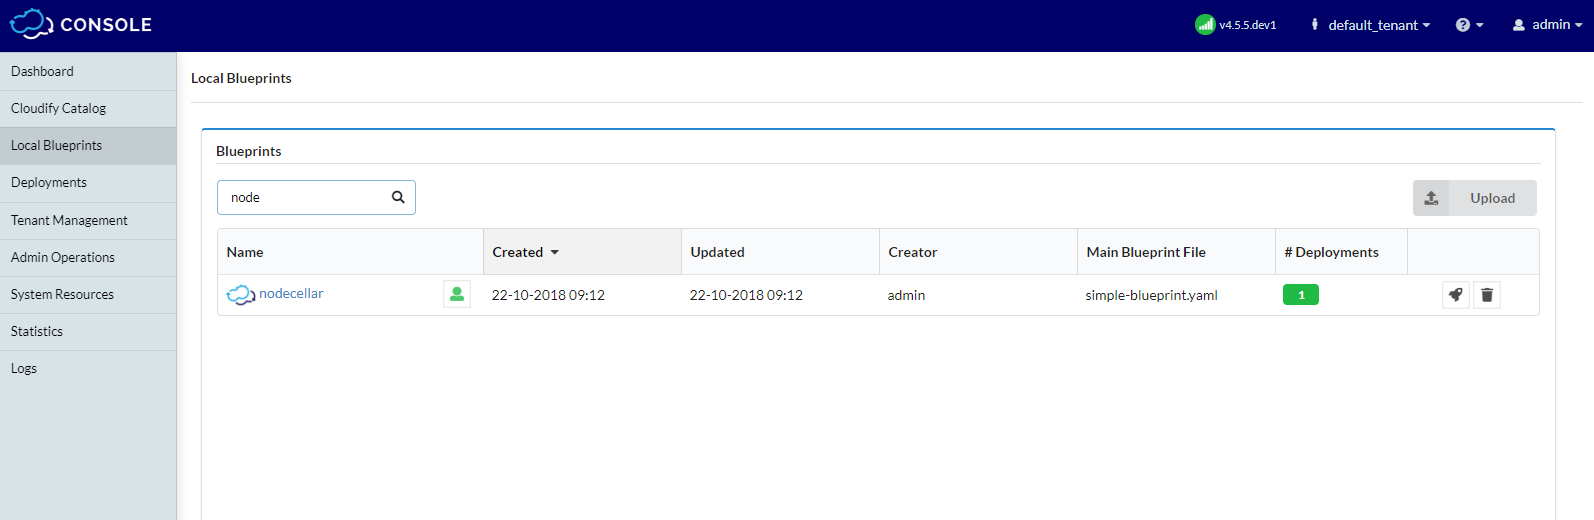 CONSOLE
v4.5.5.dev1
default_tenant
?
admin
Dashboard
Cloudify Catalog
Local Blueprints
Deployments
Tenant Management
Admin Operations
System Resources
Statistics
Logs
Local Blueprints
Blueprints
node
Upload
Name Created Updated Creator Main Blueprint File # Deployments
nodecellar 22-10-2018 09:12 22-10-2018 09:12 admin simple-blueprint.yaml 1